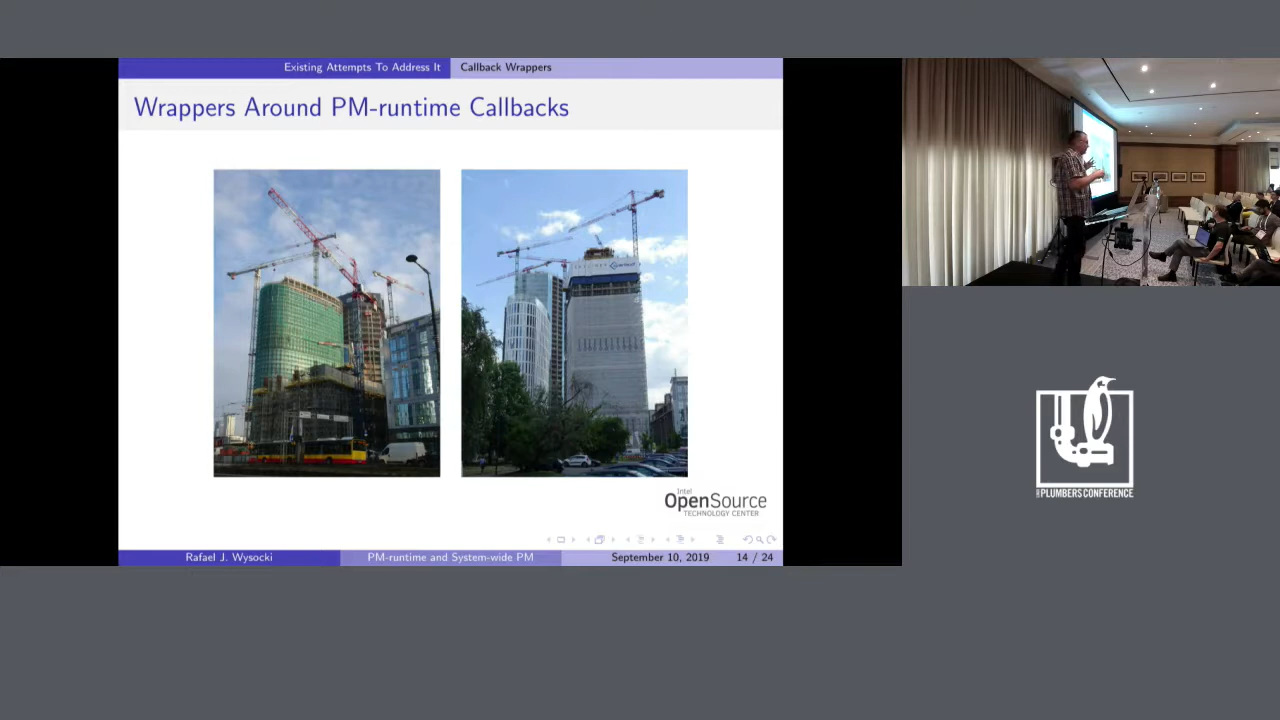 Existing Attempts To Address It Callback Wrappers
Wrappers Around PM-runtime Callbacks
Intel
OpenSource
TECHNOLOGY CENTER
Rafael J. Wysocki PM-runtime and System-wide PM September 10, 2019 14 / 24
PLUMBERS CONFERENCE